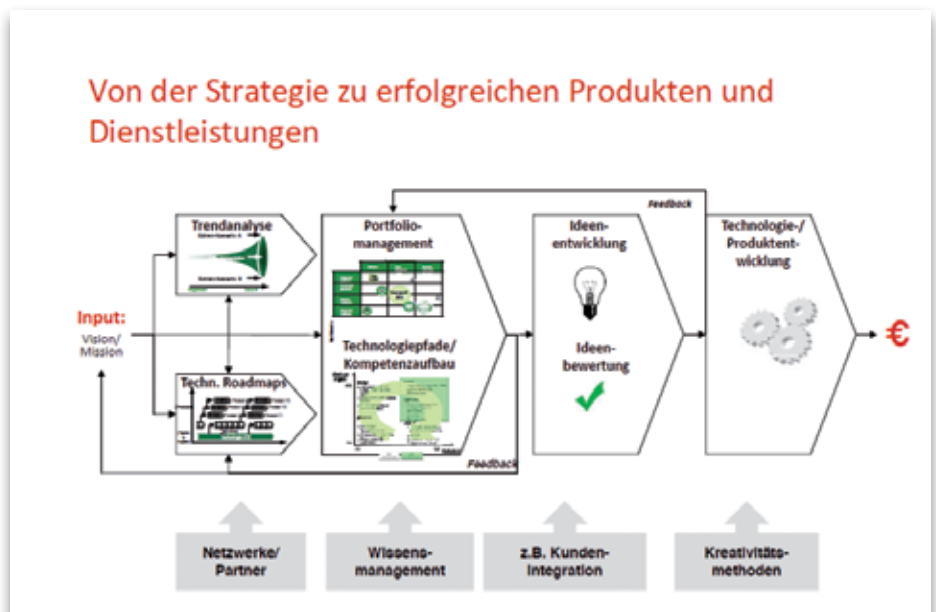 Von der Strategie zu erfolgreichen Produkten und
Dienstleistungen
Feedback
Trendanalyse
Portfolio-
management
Ideen-
entwicklung
Technologie-/
Produktent-
wicklung
Input:
Vision/
Mission
€
Technologiepfade/
Kompetenzaufbau
Ideen-
bewertung
Techn. Roadmaps
Feedback
Netzwerke/
Partner
Wissens-
management
z.B. Kunden-
Integration
Kreativitäts-
methoden